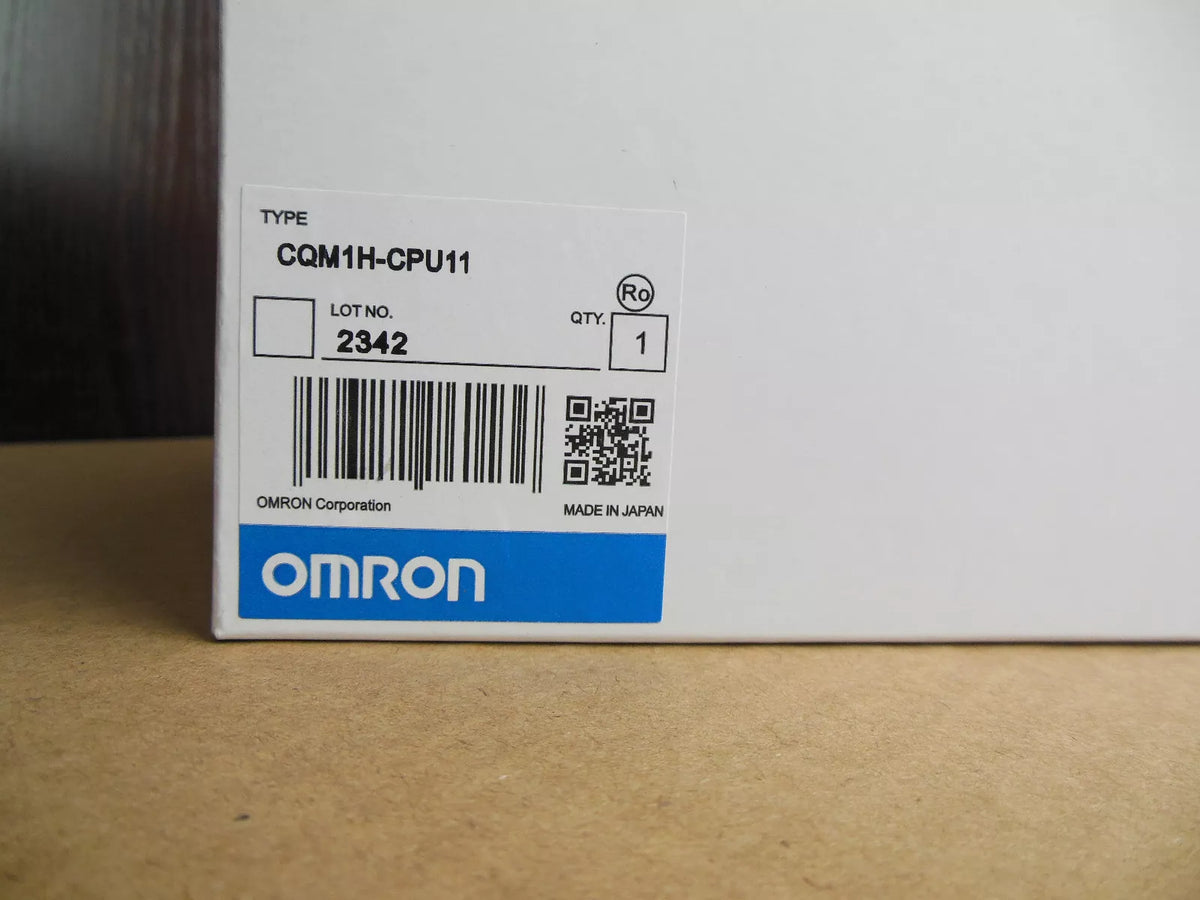 TYPE
CQM1H-CPU11
Ro
LOT NO.
QTY.
2342
1
OMRON Corporation
MADE IN JAPAN
OMRON